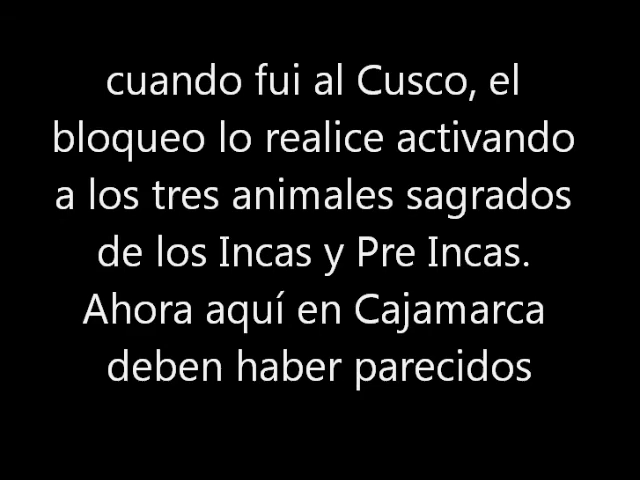 cuando fui al Cusco, el
bloqueo lo realice activando
a los tres animales sagrados
de los Incas y Pre Incas.
Ahora aquí en Cajamarca
deben haber parecidos